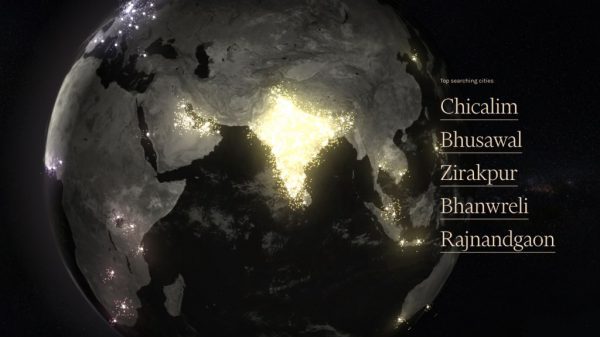 Top searching cities:
Chicalim
Bhusawal
Zirakpur
Bhanwreli
Rajnandgaon